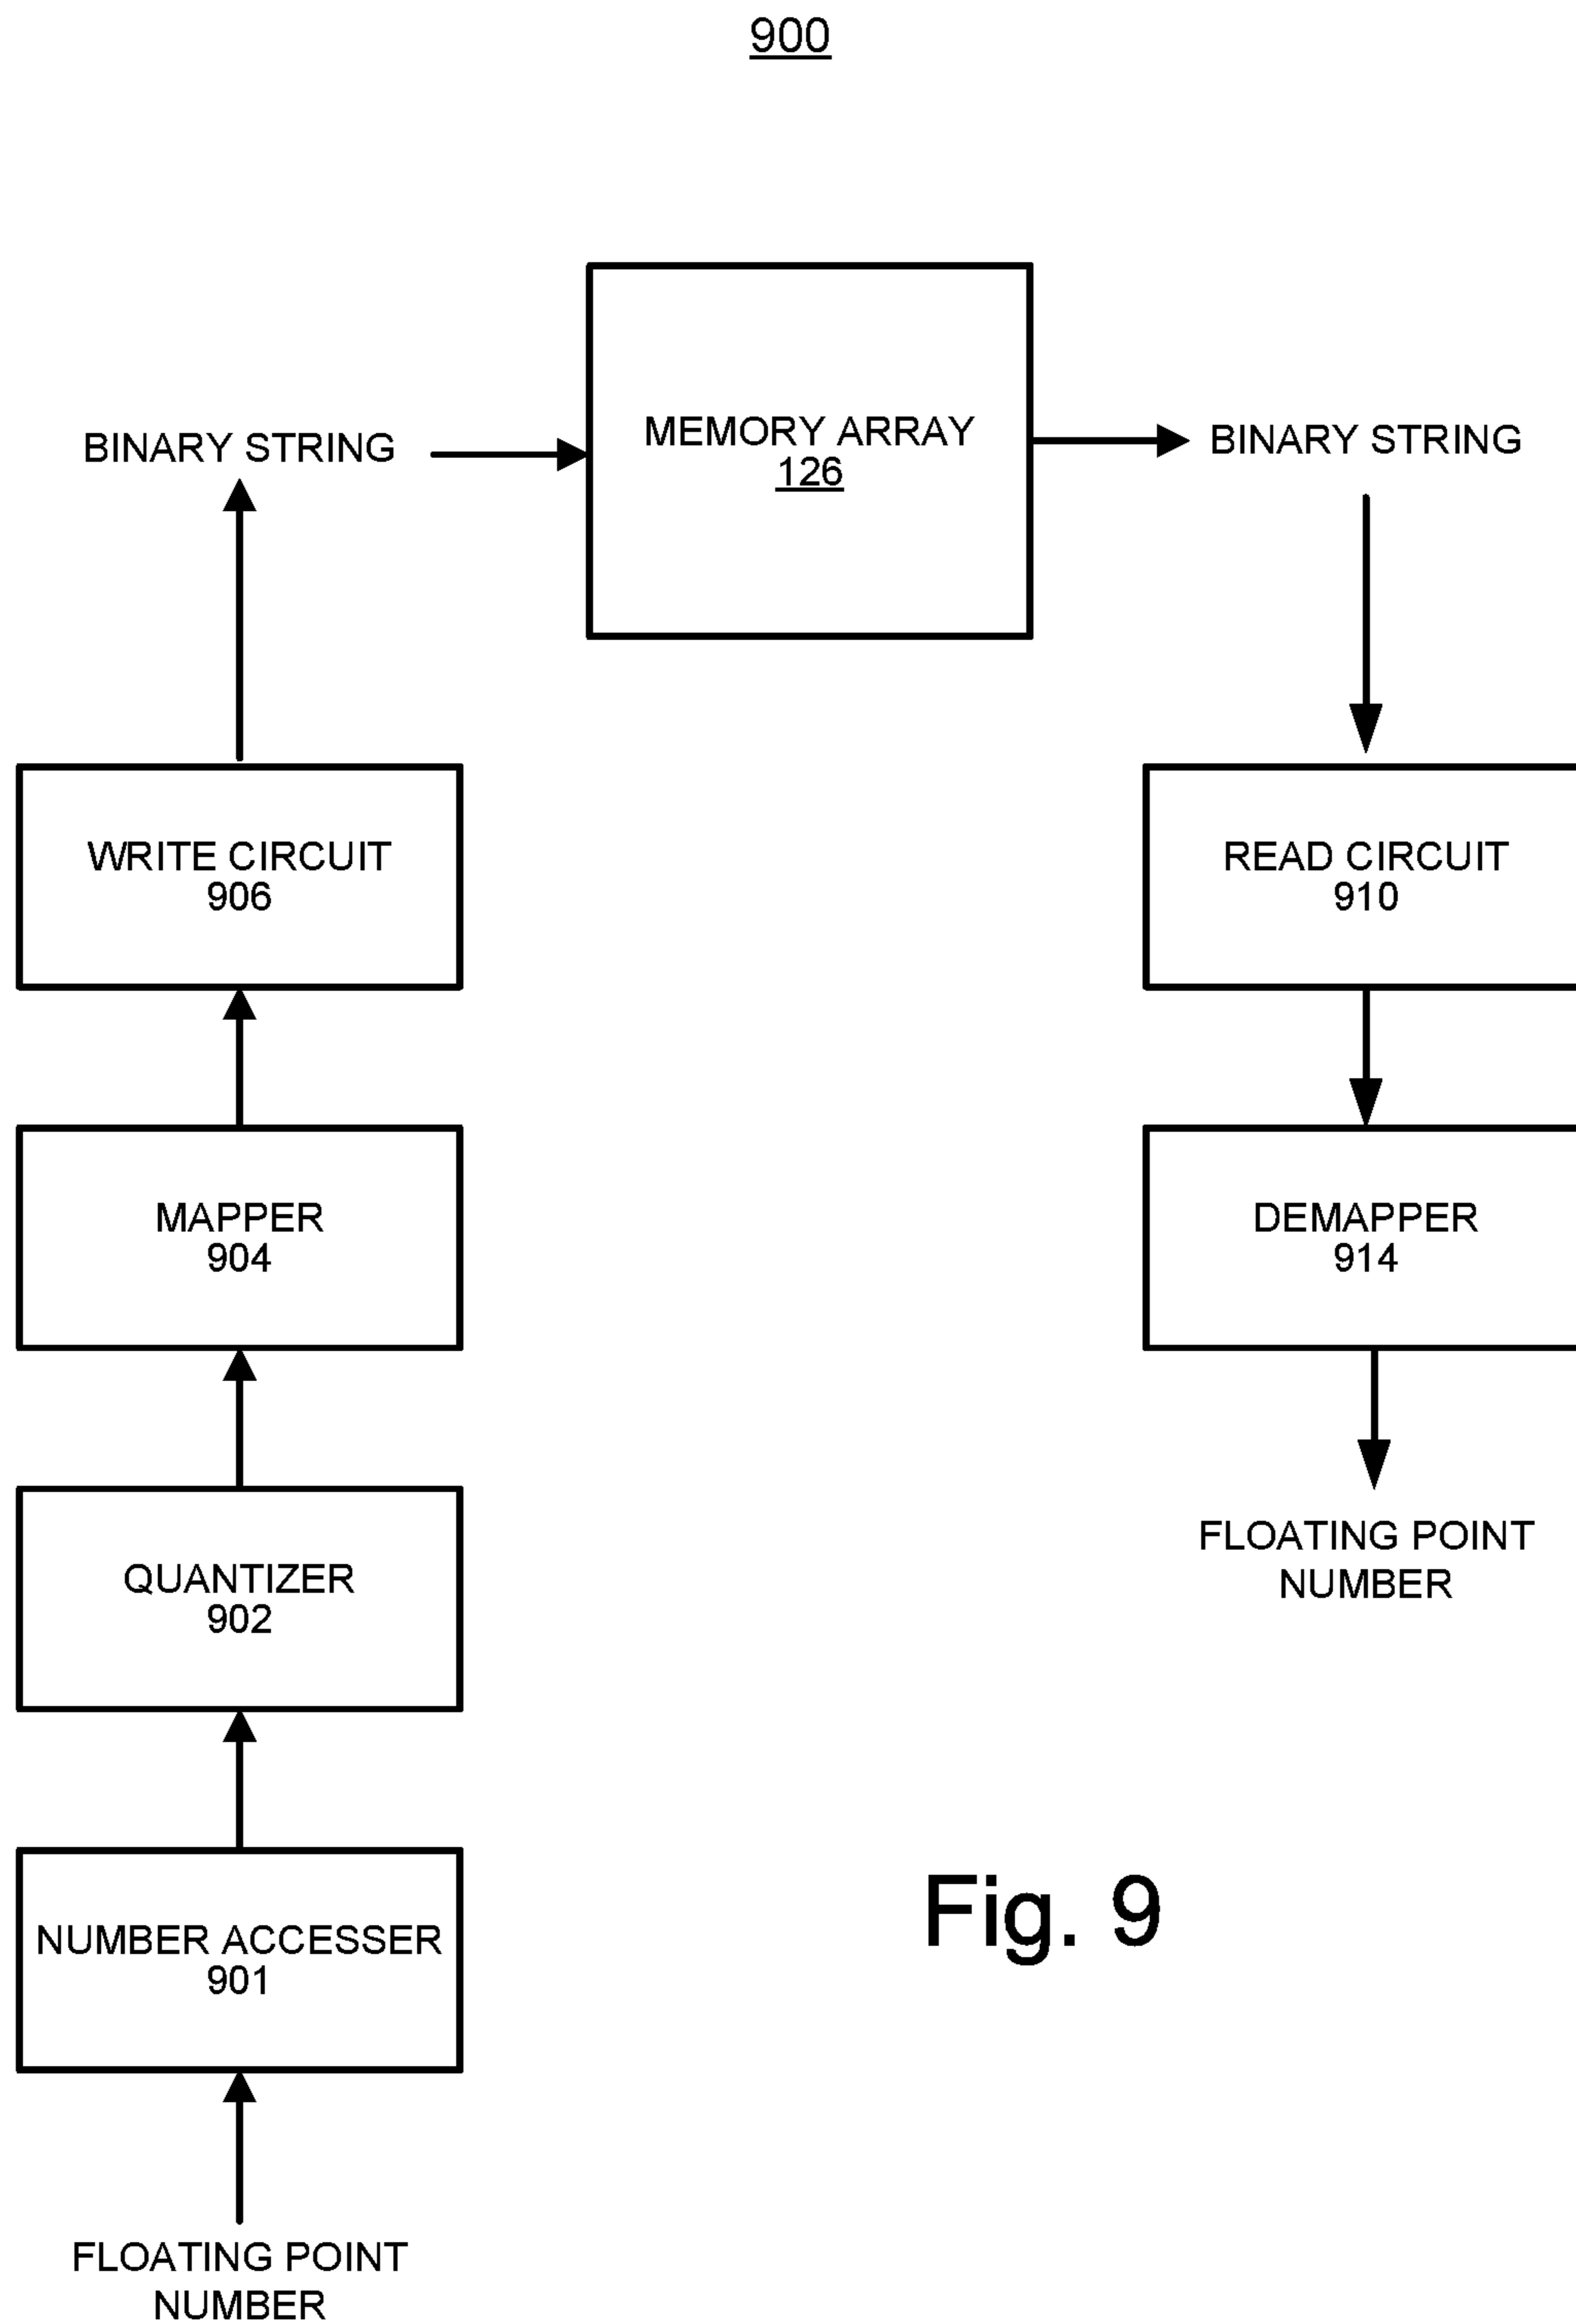 900
MEMORY ARRAY
126
BINARY STRING
BINARY STRING
WRITE CIRCUIT
906
READ CIRCUIT
910
MAPPER
904
DEMAPPER
914
QUANTIZER
902
FLOATING POINT
NUMBER
NUMBER ACCESSER
901
Fig. 9
FLOATING POINT
NUMBER